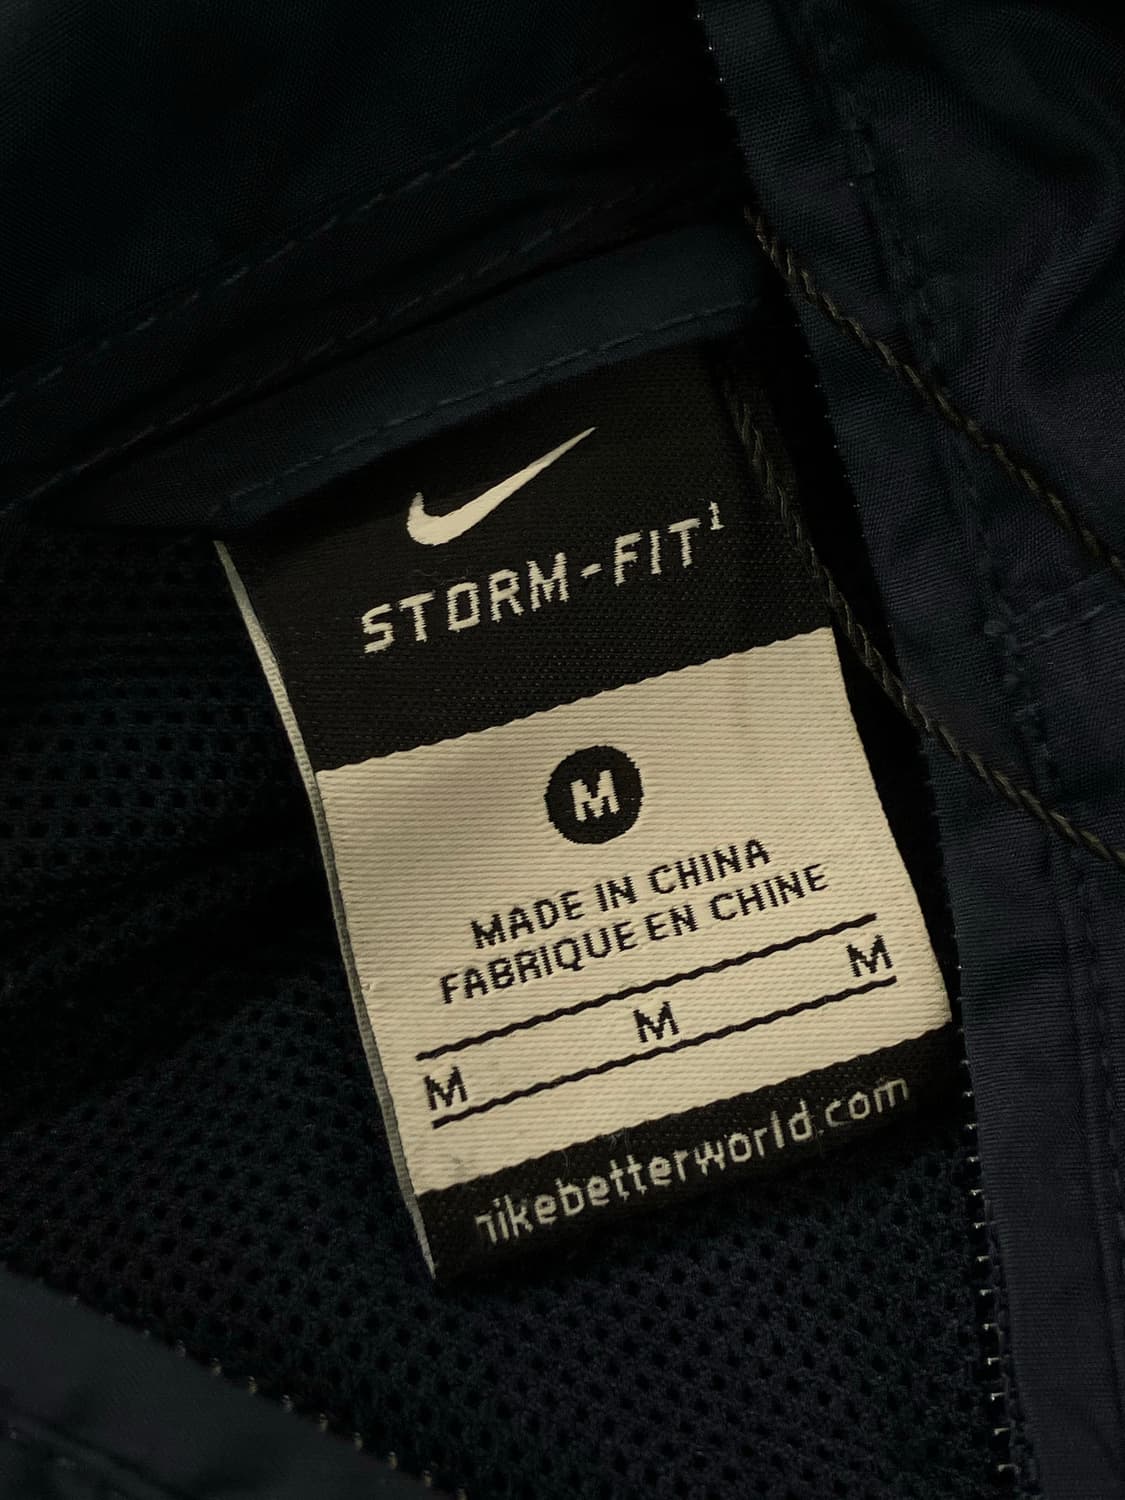 STORM-FIT¹
M
MADE IN CHINA
FABRIQUE EN CHINE
M M M
nikebetterworld.com